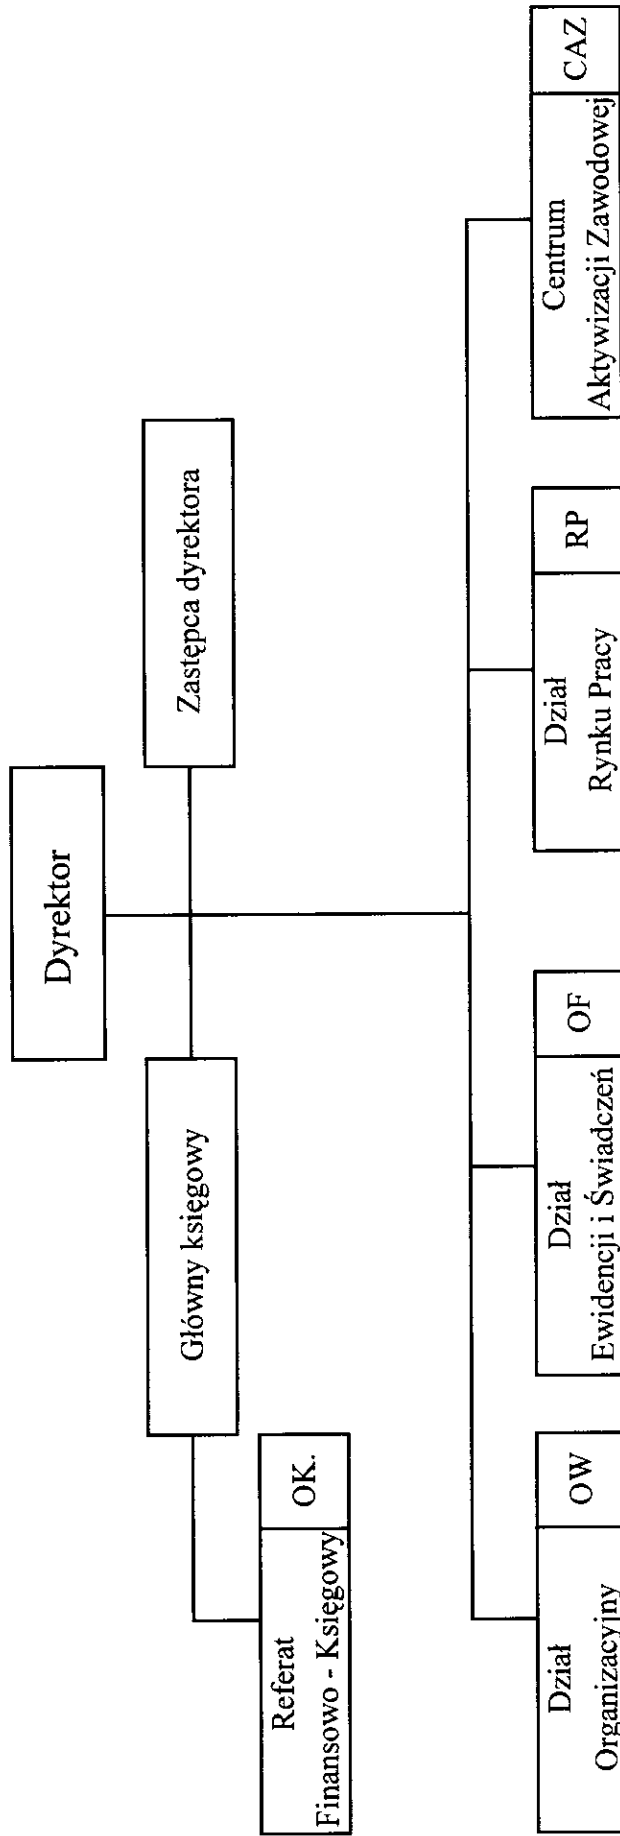 Dyrektor
Główny księgowy
Zastępca dyrektora
Referat
Finansowo - Księgowy
OK.
Dział
Organizacyjny
OW
Dział
Ewidencji i Świadczeń
OF
Dział
Rynku Pracy
RP
Centrum
Aktywizacji Zawodowej
CAZ